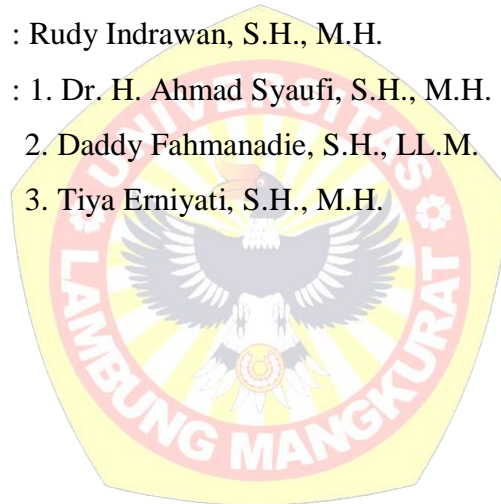 : Rudy Indrawan, S.H., M.H.
: 1. Dr. H. Ahmad Syaufi, S.H., M.H.
2. Daddy Fahmanadie, S.H., LL.M.
3. Tiya Erniyati, S.H., M.H.
UNIVERSITAS
LAMBUNG MANGKURAT